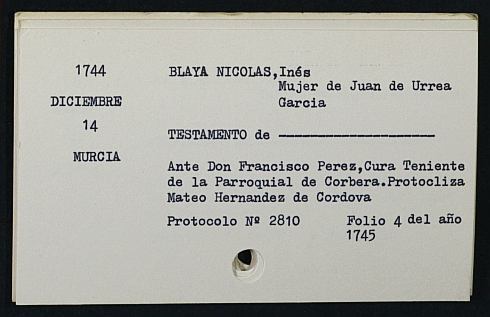 1744
DICIEMBRE
14
MURCIA
BLAYA NICOLAS,Inés
Mujer de Juan de Urrea
Garcia
TESTAMENTO de ----------------------
Ante Don Francisco Perez,Cura Teniente
de la Parroquial de Corbera.Protocliza
Mateo Hernandez de Cordova
Protocolo Nº 2810 Folio 4 del año
1745